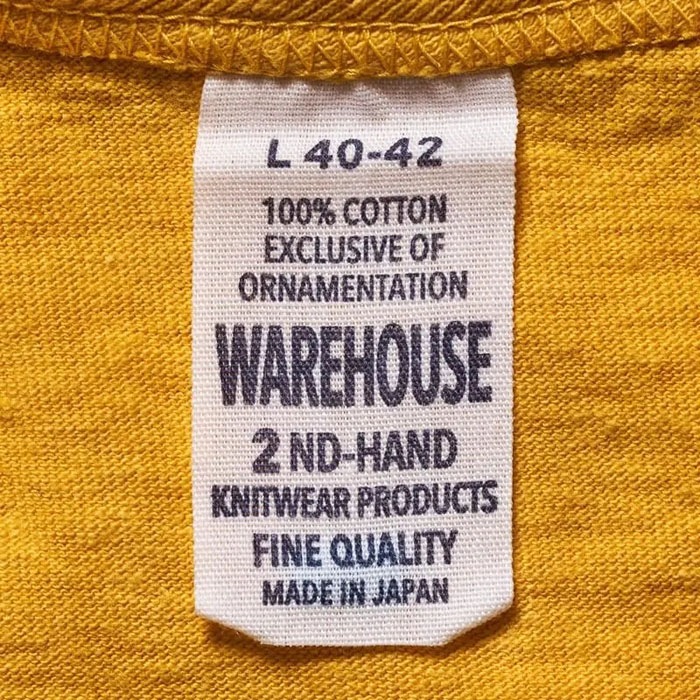 L 40-42
100% COTTON
EXCLUSIVE OF
ORNAMENTATION
WAREHOUSE
2 ND-HAND
KNITWEAR PRODUCTS
FINE QUALITY
MADE IN JAPAN